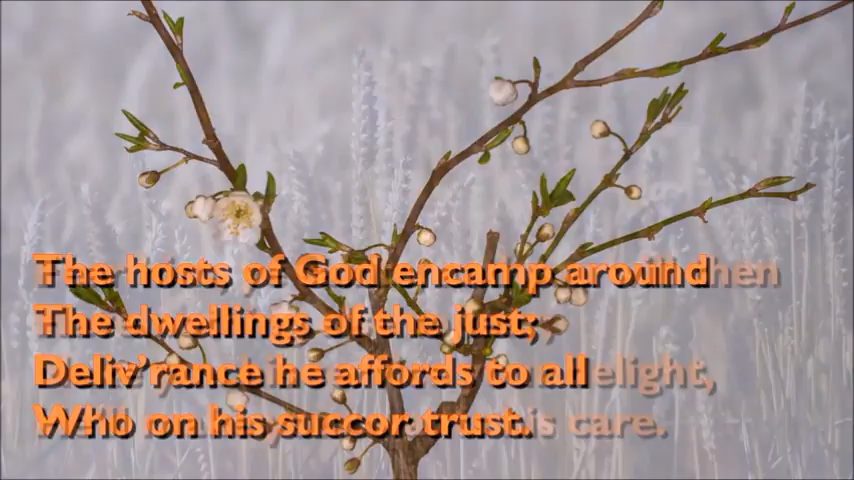 The hosts of God encamp around
The dwellings of the just;
Deliv'rance he affords to all
Who on his succor trust.